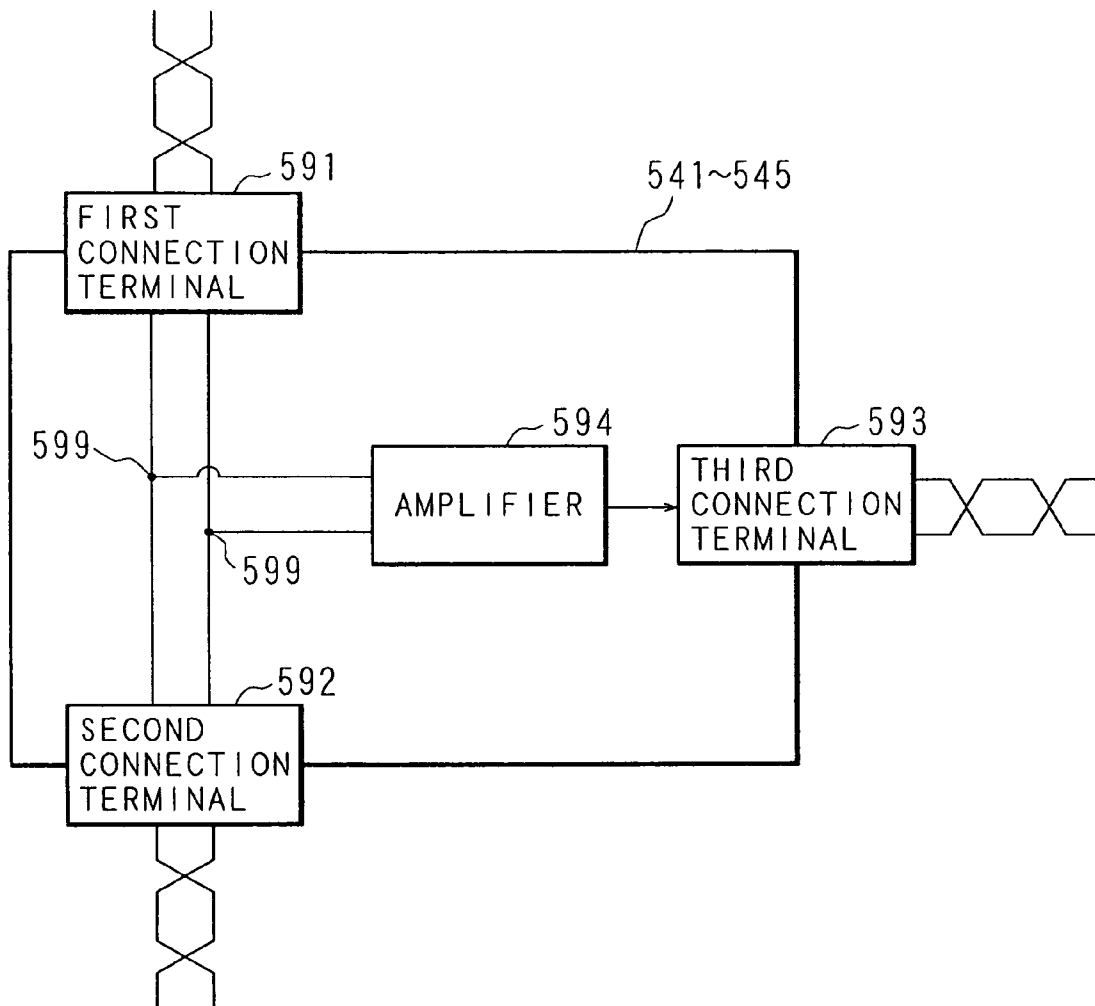 591
541~545
FIRST
CONNECTION
TERMINAL
594
593
599
AMPLIFIER
THIRD
CONNECTION
TERMINAL
599
592
SECOND
CONNECTION
TERMINAL